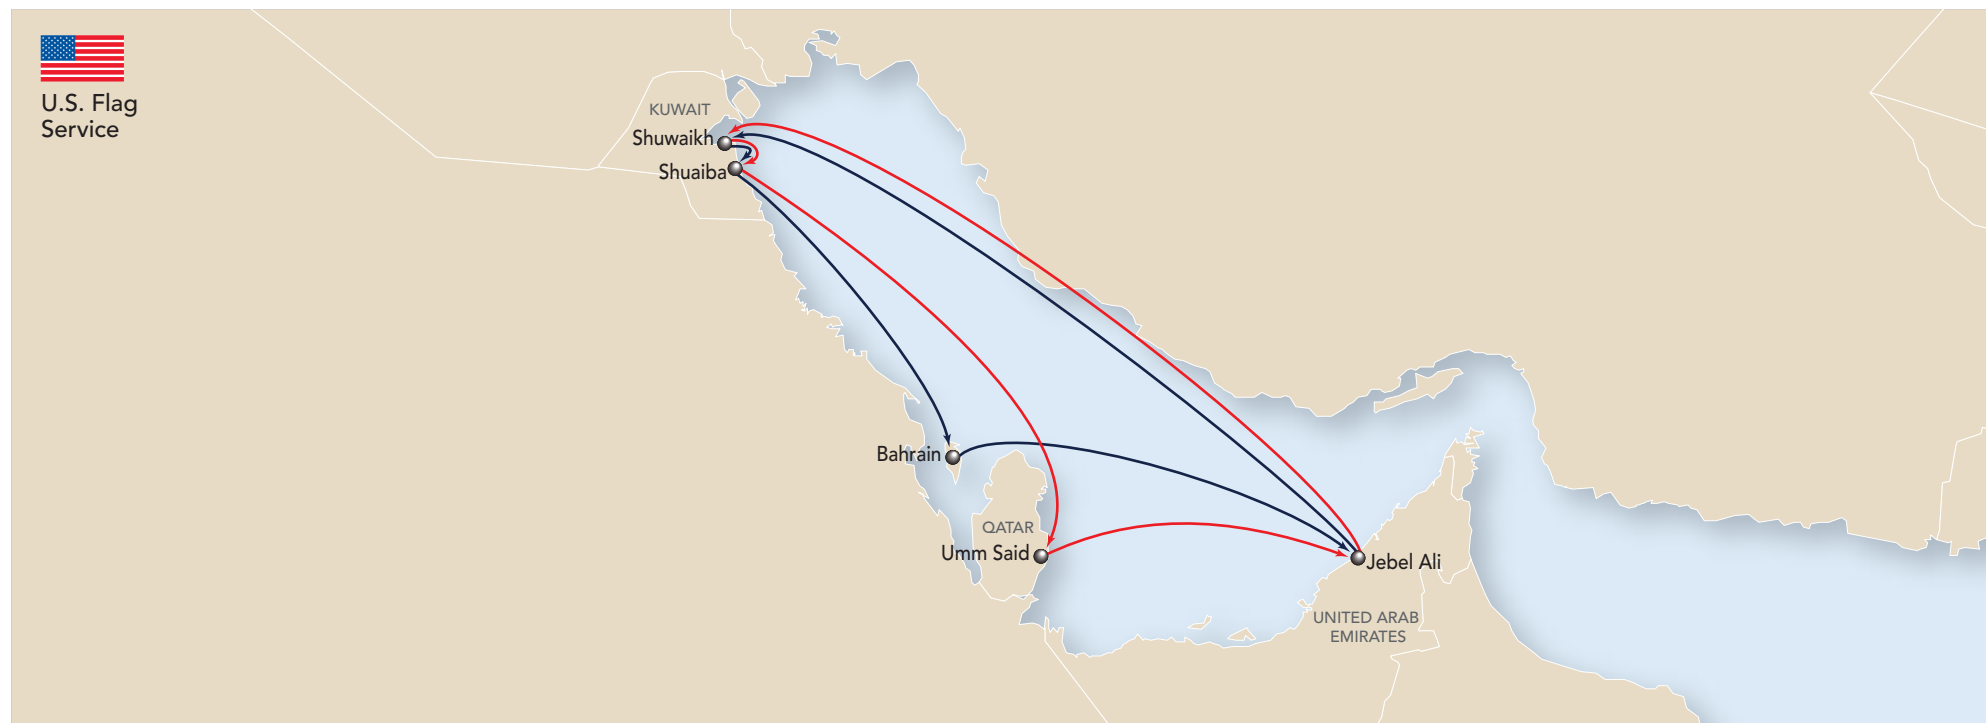 U.S. Flag
Service
KUWAIT
Shuwaikh
Shuaiba
Bahrain
QATAR
Umm Said
Jebel Ali
UNITED ARAB
EMIRATES